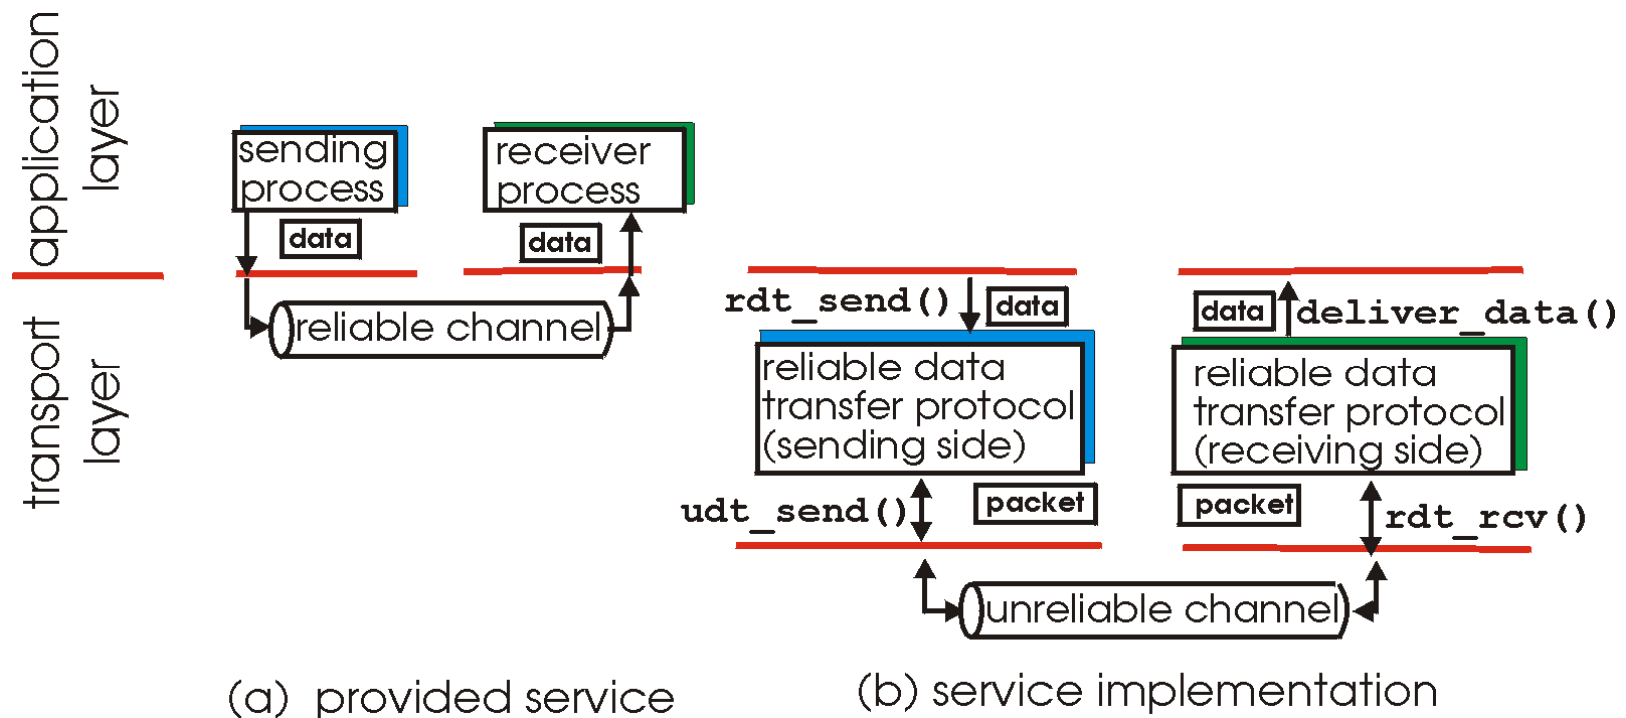 application
layer
transport
layer
sending
process
data
receiver
process
data
reliable channel
(a) provided service
rdt_send()
data
reliable data
transfer protocol
(sending side)
udt_send()
packet
data
deliver_data()
reliable data
transfer protocol
(receiving side)
packet
rdt_rcv()
unreliable channel
(b) service implementation